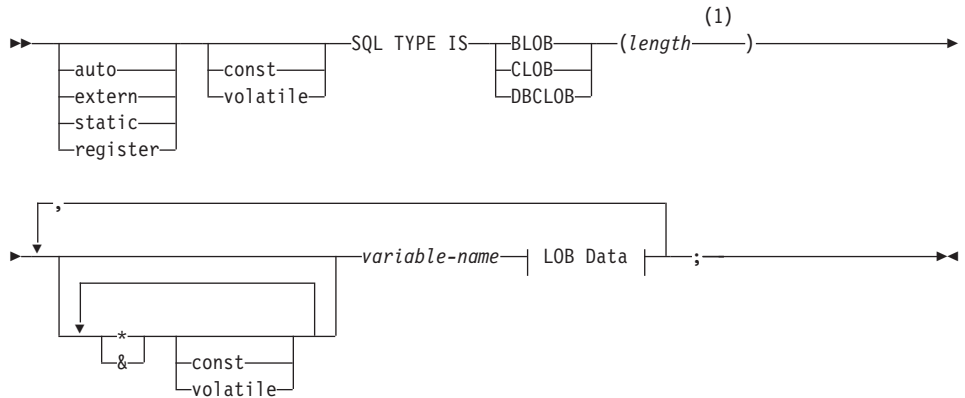 (1)
SQL TYPE IS BLOB (length )
auto const CLOB
extern volatile DBCLOB
static
register
,
variable-name LOB Data ;
*
& const
volatile